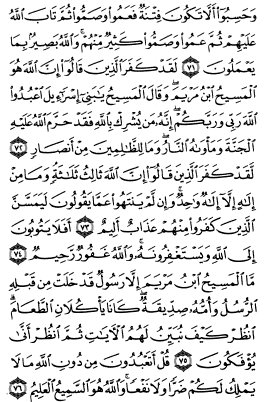 وَحَسِبُوٓا۟ أَلَّا تَكُونَ فِتْنَةٌ فَعَمُوا۟ وَصَمُّوا۟ ثُمَّ تَابَ ٱللَّهُ
عَلَيْهِمْ ثُمَّ عَمُوا۟ وَصَمُّوا۟ كَثِيرٌ مِّنْهُمْ ۚ وَٱللَّهُ بَصِيرٌۢ بِمَا
يَعْمَلُونَ ٧١ لَقَدْ كَفَرَ ٱلَّذِينَ قَالُوٓا۟ إِنَّ ٱللَّهَ هُوَ
ٱلْمَسِيحُ ٱبْنُ مَرْيَمَ ۖ وَقَالَ ٱلْمَسِيحُ يَٰبَنِىٓ إِسْرَٰٓءِيلَ ٱعْبُدُوا۟
ٱللَّهَ رَبِّى وَرَبَّكُمْ ۖ إِنَّهُۥ مَن يُشْرِكْ بِٱللَّهِ فَقَدْ حَرَّمَ ٱللَّهُ عَلَيْهِ
ٱلْجَنَّةَ وَمَأْوَىٰهُ ٱلنَّارُ ۖ وَمَا لِلظَّٰلِمِينَ مِنْ أَنصَارٍ ٧٢
لَّقَدْ كَفَرَ ٱلَّذِينَ قَالُوٓا۟ إِنَّ ٱللَّهَ ثَالِثُ ثَلَٰثَةٍ ۘ وَمَا مِنْ
إِلَٰهٍ إِلَّآ إِلَٰهٌ وَٰحِدٌ ۚ وَإِن لَّمْ يَنتَهُوا۟ عَمَّا يَقُولُونَ لَيَمَسَّنَّ
ٱلَّذِينَ كَفَرُوا۟ مِنْهُمْ عَذَابٌ أَلِيمٌ ٧٣ أَفَلَا يَتُوبُونَ
إِلَى ٱللَّهِ وَيَسْتَغْفِرُونَهُۥ ۚ وَٱللَّهُ غَفُورٌ رَّحِيمٌ ٧٤
مَّا ٱلْمَسِيحُ ٱبْنُ مَرْيَمَ إِلَّا رَسُولٌ قَدْ خَلَتْ مِن قَبْلِهِ
ٱلرُّسُلُ وَأُمُّهُۥ صِدِّيقَةٌ ۖ كَانَا يَأْكُلَانِ ٱلطَّعَامَ ۗ
ٱنظُرْ كَيْفَ نُبَيِّنُ لَهُمُ ٱلْءَايَٰتِ ثُمَّ ٱنظُرْ أَنَّىٰ
يُؤْفَكُونَ ٧٥ قُلْ أَتَعْبُدُونَ مِن دُونِ ٱللَّهِ مَا لَا
يَمْلِكُ لَكُمْ ضَرًّا وَلَا نَفْعًا ۚ وَٱللَّهُ هُوَ ٱلسَّمِيعُ ٱلْعَلِيمُ ٧٦